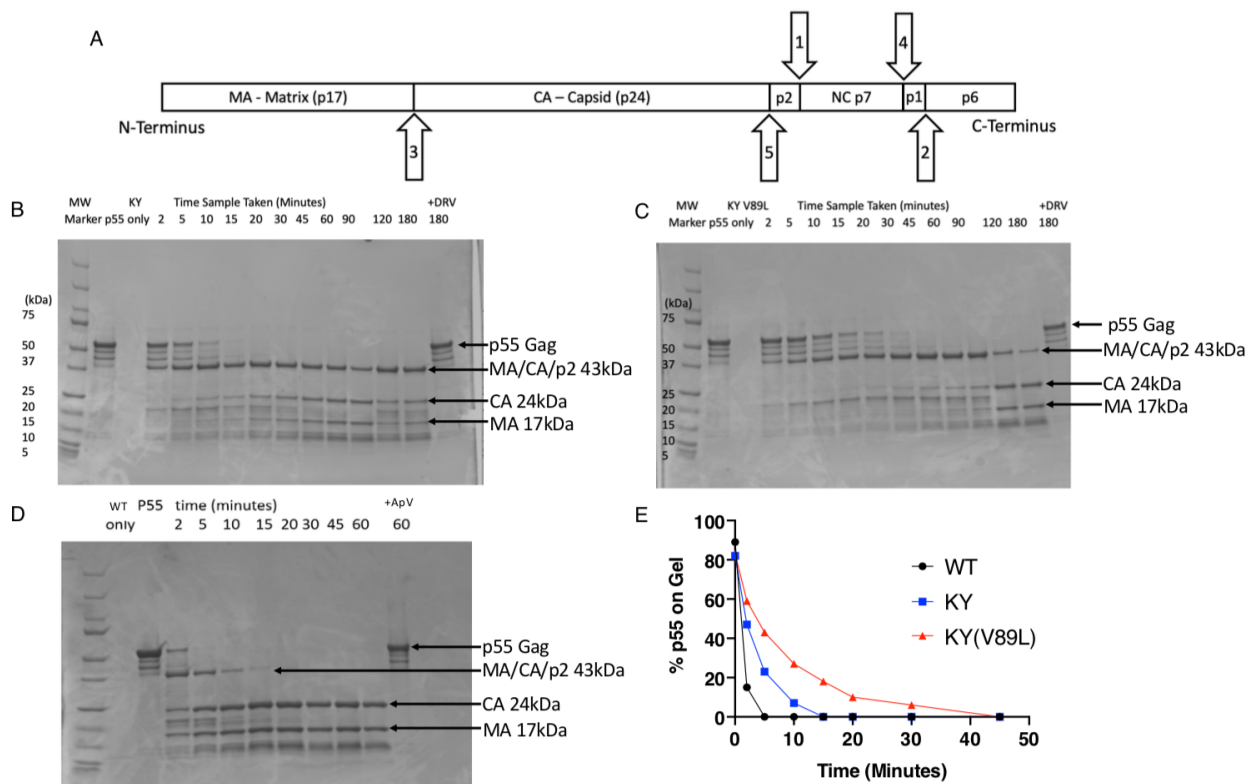 A
1
4
MA - Matrix (p17)
CA – Capsid (p24)
p2
NC p7
p1
p6
N-Terminus
C-Terminus
3
5
2
B
MW KY Time Sample Taken (Minutes) +DRV
Marker p55 only 2 5 10 15 20 30 45 60 90 120 180 180
(kDa)
75
50
37
25
20
15
10
5
p55 Gag
MA/CA/p2 43kDa
CA 24kDa
MA 17kDa
C
MW KY V89L Time Sample Taken (minutes) +DRV
Marker p55 only 2 5 10 15 20 30 45 60 90 120 180 180
(kDa)
75
50
37
25
20
15
10
5
p55 Gag
MA/CA/p2 43kDa
CA 24kDa
MA 17kDa
D
WT P55 time (minutes) +ApV
only 2 5 10 15 20 30 45 60 60
p55 Gag
MA/CA/p2 43kDa
CA 24kDa
MA 17kDa
E
% p55 on Gel
100
80
60
40
20
0
0 10 20 30 40 50
Time (Minutes)
WT
KY
KY(V89L)